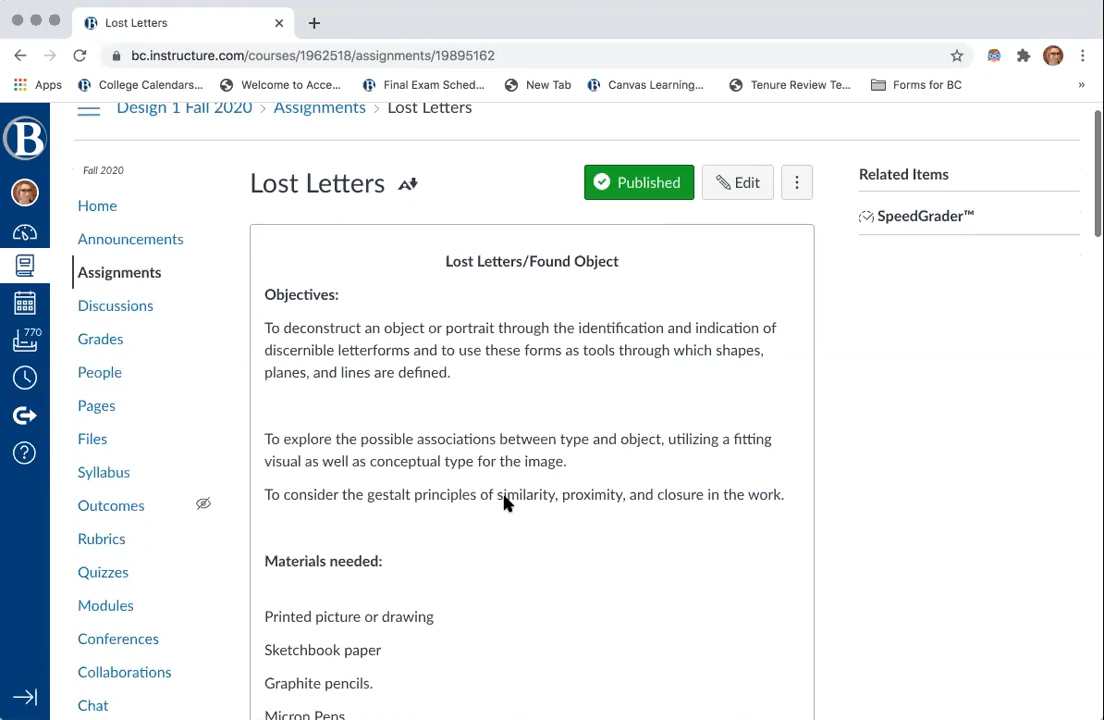 Lost Letters
bc.instructure.com/courses/1962518/assignments/19895162
Apps College Calendars... Welcome to Acce... Final Exam Sched... New Tab Canvas Learning... Tenure Review Te... Forms for BC »
Design 1 Fall 2020 > Assignments > Lost Letters
B
770
Fall 2020
Home
Announcements
Assignments
Discussions
Grades
People
Pages
Files
Syllabus
Outcomes
Rubrics
Quizzes
Modules
Conferences
Collaborations
Chat
Lost Letters
Published Edit
Lost Letters/Found Object
Objectives:
To deconstruct an object or portrait through the identification and indication of
discernible letterforms and to use these forms as tools through which shapes,
planes, and lines are defined.
To explore the possible associations between type and object, utilizing a fitting
visual as well as conceptual type for the image.
To consider the gestalt principles of similarity, proximity, and closure in the work.
Materials needed:
Printed picture or drawing
Sketchbook paper
Graphite pencils.
Micron Pens
Related Items
SpeedGrader™